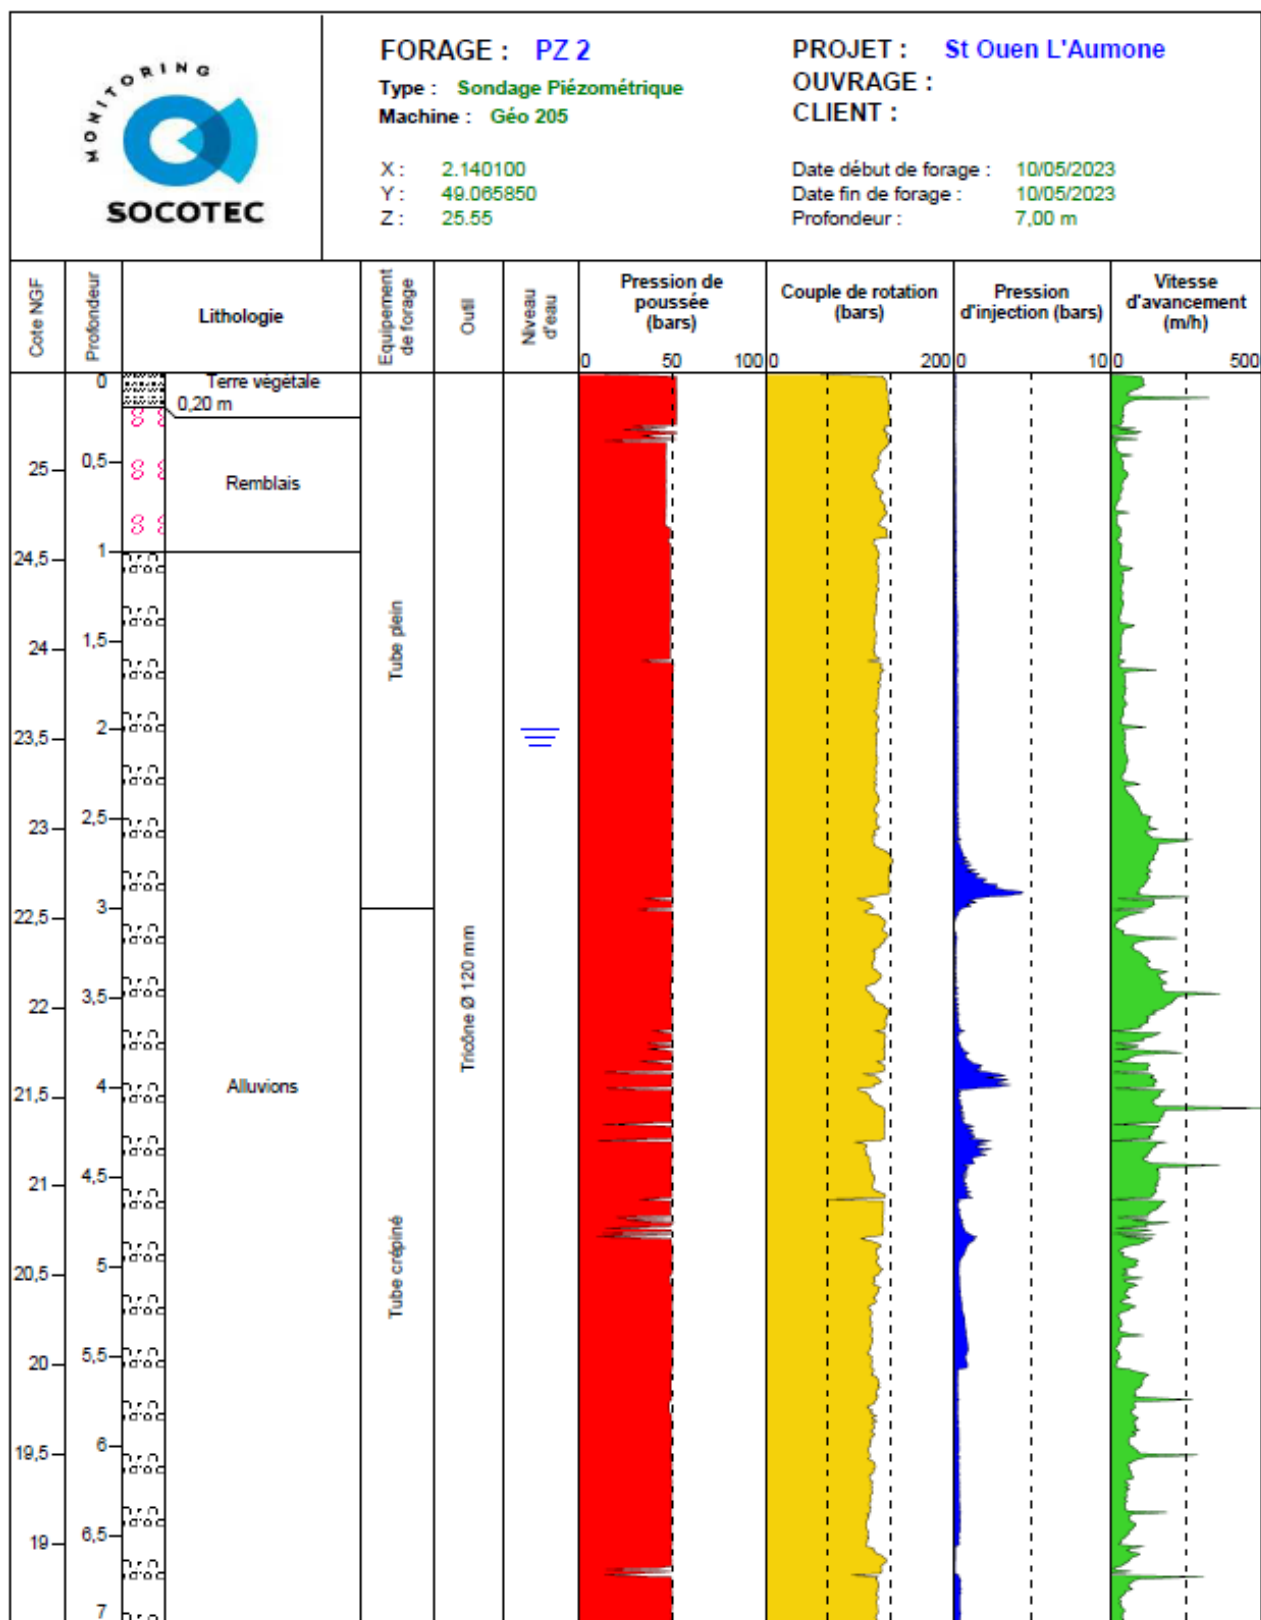 MONITORING
SOCOTEC
FORAGE : PZ 2
Type : Sondage Piézométrique
Machine : Géo 205
X : 2.140100
Y : 49.065850
Z : 25.55
PROJET : St Ouen L'Aumone
OUVRAGE :
CLIENT :
Date début de forage : 10/05/2023
Date fin de forage : 10/05/2023
Profondeur : 7,00 m
Cote NGF
Profondeur
Lithologie
Equipement
de forage
Outil
Niveau
d'eau
Pression de
poussée
(bars)
0 50 100
Couple de rotation
(bars)
0 200
Pression
d'injection (bars)
0 10
Vitesse
d'avancement
(m/h)
0 500
25
24,5
24
23,5
23
22,5
22
21,5
21
20,5
20
19,5
19
0
0,5
1
1,5
2
2,5
3
3,5
4
4,5
5
5,5
6
6,5
7
Terre végétale
0,20 m
Remblais
Alluvions
Tube plein
Tube crépiné
Tricône Ø 120 mm